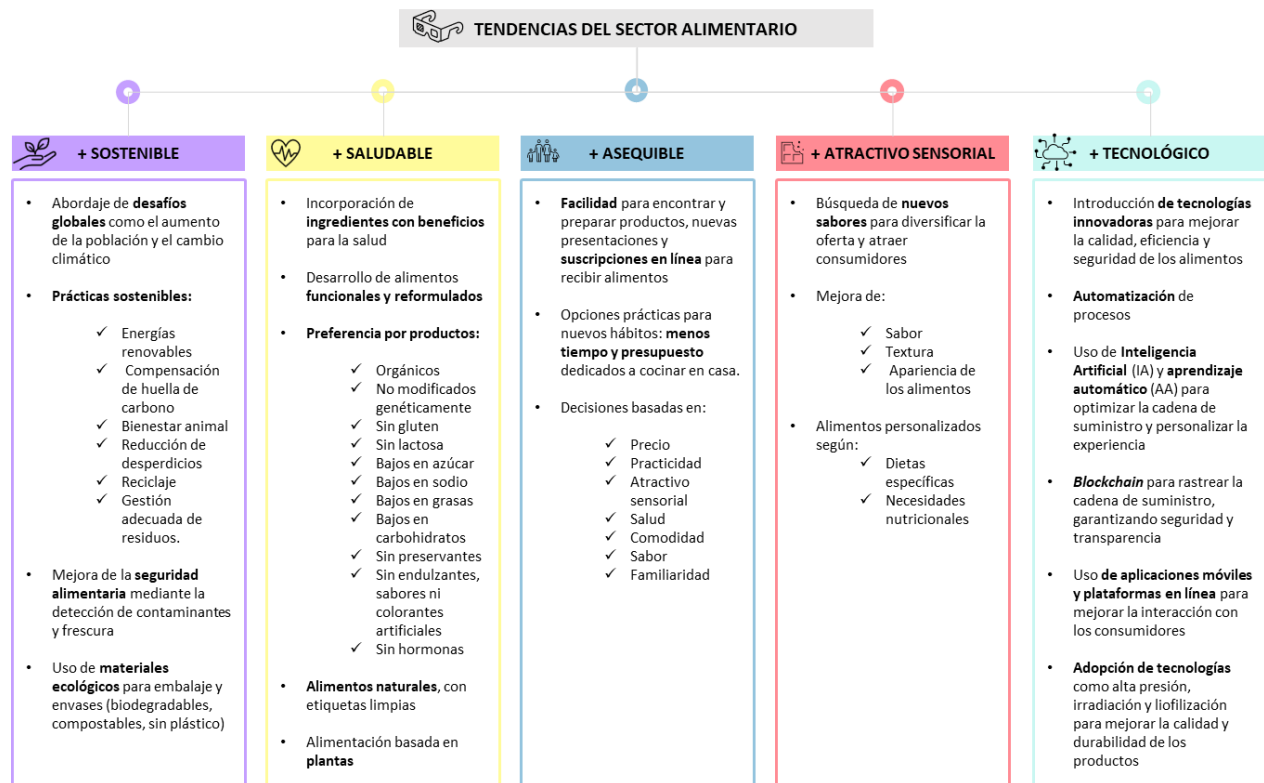 TENDENCIAS DEL SECTOR ALIMENTARIO
+ SOSTENIBLE
• Abordaje de desafíos
globales como el aumento
de la población y el cambio
climático
• Prácticas sostenibles:
✓ Energías
renovables
✓ Compensación
de huella de
carbono
✓ Bienestar animal
✓ Reducción de
desperdicios
✓ Reciclaje
✓ Gestión
adecuada de
residuos.
• Mejora de la seguridad
alimentaria mediante la
detección de contaminantes
y frescura
• Uso de materiales
ecológicos para embalaje y
envases (biodegradables,
compostables, sin plástico)
+ SALUDABLE
• Incorporación de
ingredientes con beneficios
para la salud
• Desarrollo de alimentos
funcionales y reformulados
• Preferencia por productos:
✓ Orgánicos
✓ No modificados
genéticamente
✓ Sin gluten
✓ Sin lactosa
✓ Bajos en azúcar
✓ Bajos en sodio
✓ Bajos en grasas
✓ Bajos en
carbohidratos
✓ Sin preservantes
✓ Sin endulzantes,
sabores ni
colorantes
artificiales
✓ Sin hormonas
• Alimentos naturales, con
etiquetas limpias
• Alimentación basada en
plantas
+ ASEQUIBLE
• Facilidad para encontrar y
preparar productos, nuevas
presentaciones y
suscripciones en línea para
recibir alimentos
• Opciones prácticas para
nuevos hábitos: menos
tiempo y presupuesto
dedicados a cocinar en casa.
• Decisiones basadas en:
✓ Precio
✓ Practicidad
✓ Atractivo
sensorial
✓ Salud
✓ Comodidad
✓ Sabor
✓ Familiaridad
+ ATRACTIVO SENSORIAL
• Búsqueda de nuevos
sabores para diversificar la
oferta y atraer
consumidores
• Mejora de:
✓ Sabor
✓ Textura
✓ Apariencia de
los alimentos
• Alimentos personalizados
según:
✓ Dietas
específicas
✓ Necesidades
nutricionales
+ TECNOLÓGICO
• Introducción de tecnologías
innovadoras para mejorar
la calidad, eficiencia y
seguridad de los alimentos
• Automatización de
procesos
• Uso de Inteligencia
Artificial (IA) y aprendizaje
automático (AA) para
optimizar la cadena de
suministro y personalizar la
experiencia
• Blockchain para rastrear la
cadena de suministro,
garantizando seguridad y
transparencia
• Uso de aplicaciones móviles
y plataformas en línea para
mejorar la interacción con
los consumidores
• Adopción de tecnologías
como alta presión,
irradiación y liofilización
para mejorar la calidad y
durabilidad de los
productos